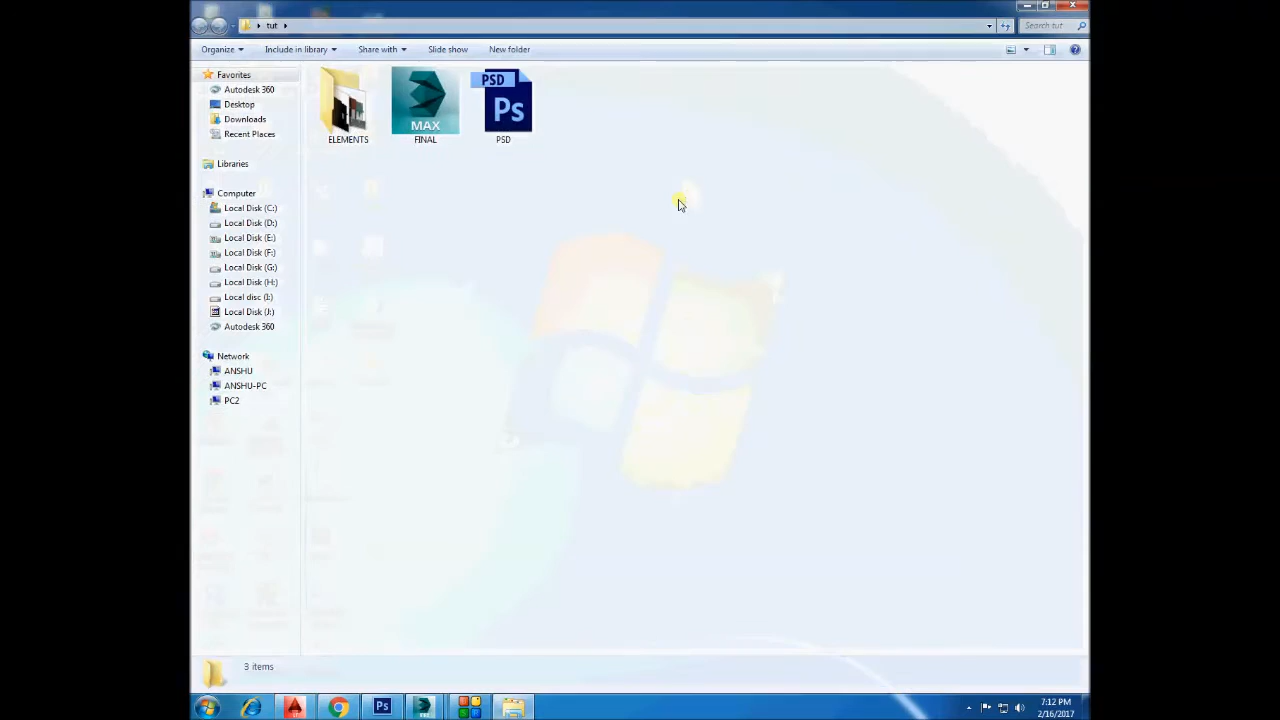 tut
Search tut
Organize
Include in library
Share with
Slide show
New folder
Favorites
Autodesk 360
Desktop
Downloads
Recent Places
Libraries
Computer
Local Disk (C:)
Local Disk (D:)
Local Disk (E:)
Local Disk (F:)
Local Disk (G:)
Local Disk (H:)
Local disc (I:)
Local Disk (J:)
Autodesk 360
Network
ANSHU
ANSHU-PC
PC2
MAX
PSD
Ps
ELEMENTS
FINAL
PSD
3 items
Ps
7:12 PM
2/16/2017